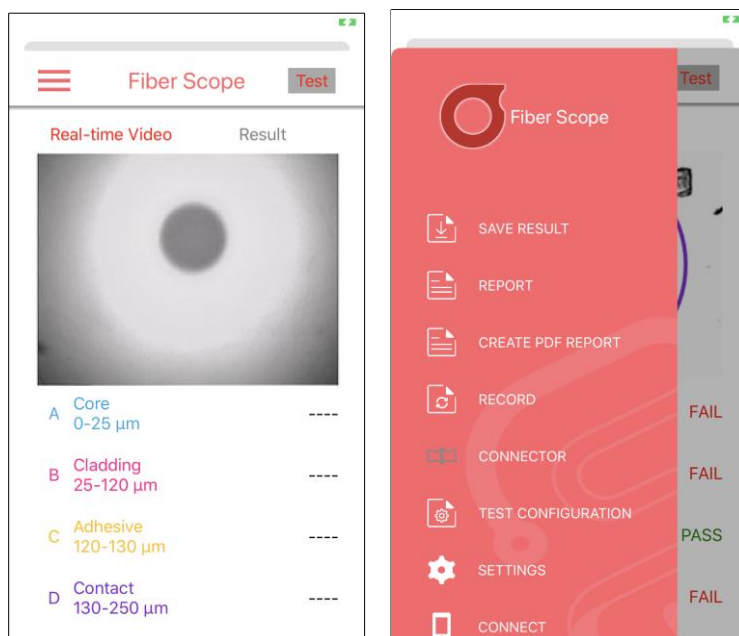 Fiber Scope
Test
Real-time Video
Result
A
Core
0-25 μm
----
B
Cladding
25-120 μm
----
C
Adhesive
120-130 μm
----
D
Contact
130-250 μm
----
Fiber Scope
Test
SAVE RESULT
REPORT
CREATE PDF REPORT
RECORD
CONNECTOR
TEST CONFIGURATION
SETTINGS
CONNECT
FAIL
FAIL
PASS
FAIL